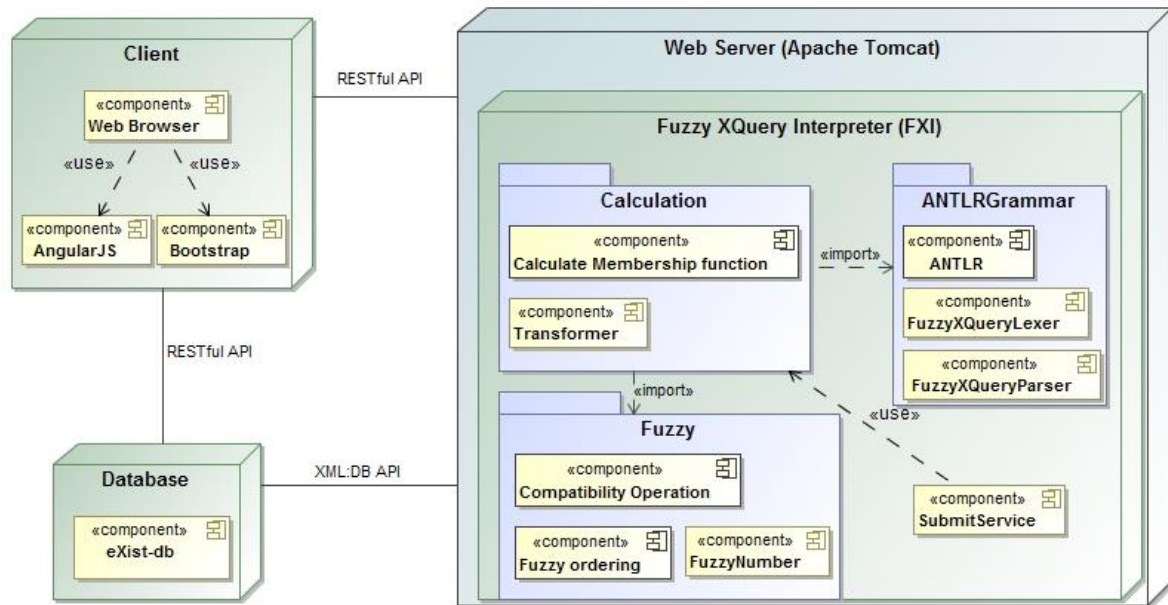 Client
«component»
Web Browser
«use»
«use»
«component»
AngularJS
«component»
Bootstrap
RESTful API
RESTful API
Database
«component»
eXist-db
XML:DB API
Web Server (Apache Tomcat)
Fuzzy XQuery Interpreter (FXI)
Calculation
«component»
Calculate Membership function
«component»
Transformer
«import»
ANTLRGrammar
«component»
ANTLR
«component»
FuzzyXQueryLexer
«component»
FuzzyXQueryParser
«import»
«use»
Fuzzy
«component»
Compatibility Operation
«component»
Fuzzy ordering
«component»
FuzzyNumber
«component»
SubmitService